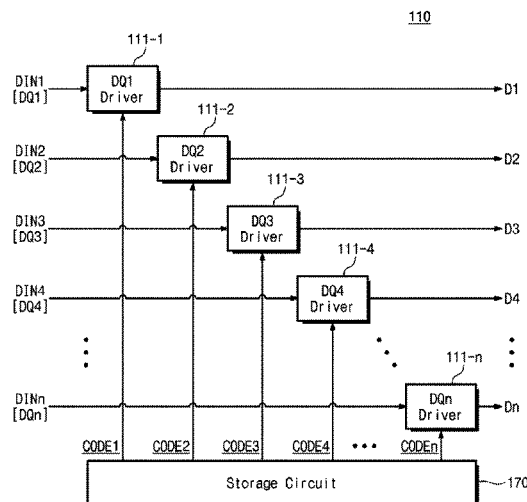 110
111-1
DIN1
[DQ1]
DQ1
Driver
D1
111-2
DIN2
[DQ2]
DQ2
Driver
D2
111-3
DIN3
[DQ3]
DQ3
Driver
D3
111-4
DIN4
[DQ4]
DQ4
Driver
D4
111-n
DINn
[DQn]
DQn
Driver
Dn
CODE1
CODE2
CODE3
CODE4
CODEn
Storage Circuit
170